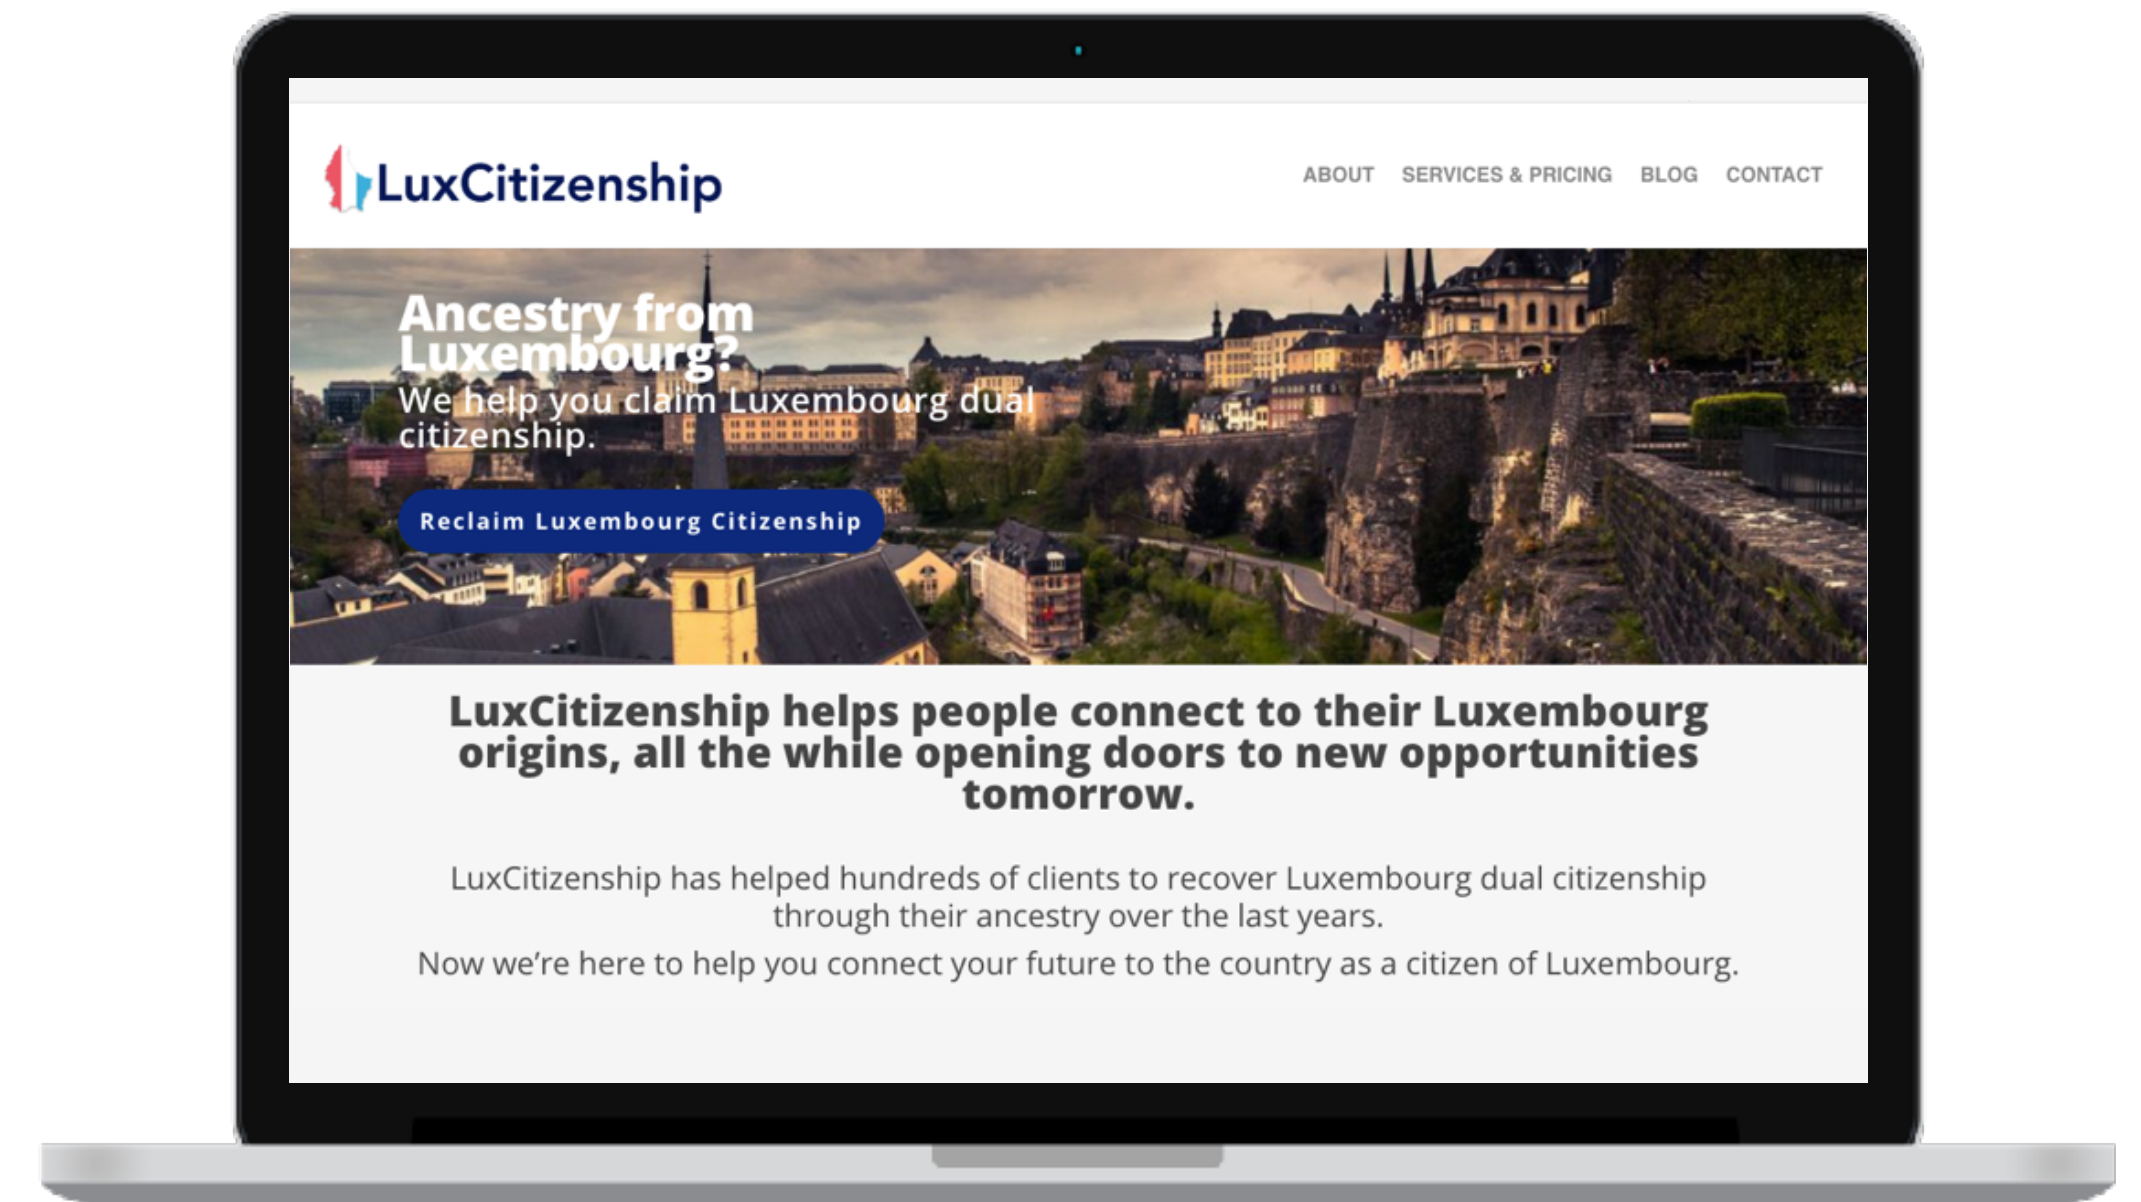 LuxCitizenship
ABOUT SERVICES & PRICING BLOG CONTACT
Ancestry from
Luxembourg?
We help you claim Luxembourg dual
citizenship.
Reclaim Luxembourg Citizenship
LuxCitizenship helps people connect to their Luxembourg
origins, all the while opening doors to new opportunities
tomorrow.
LuxCitizenship has helped hundreds of clients to recover Luxembourg dual citizenship
through their ancestry over the last years.
Now we’re here to help you connect your future to the country as a citizen of Luxembourg.